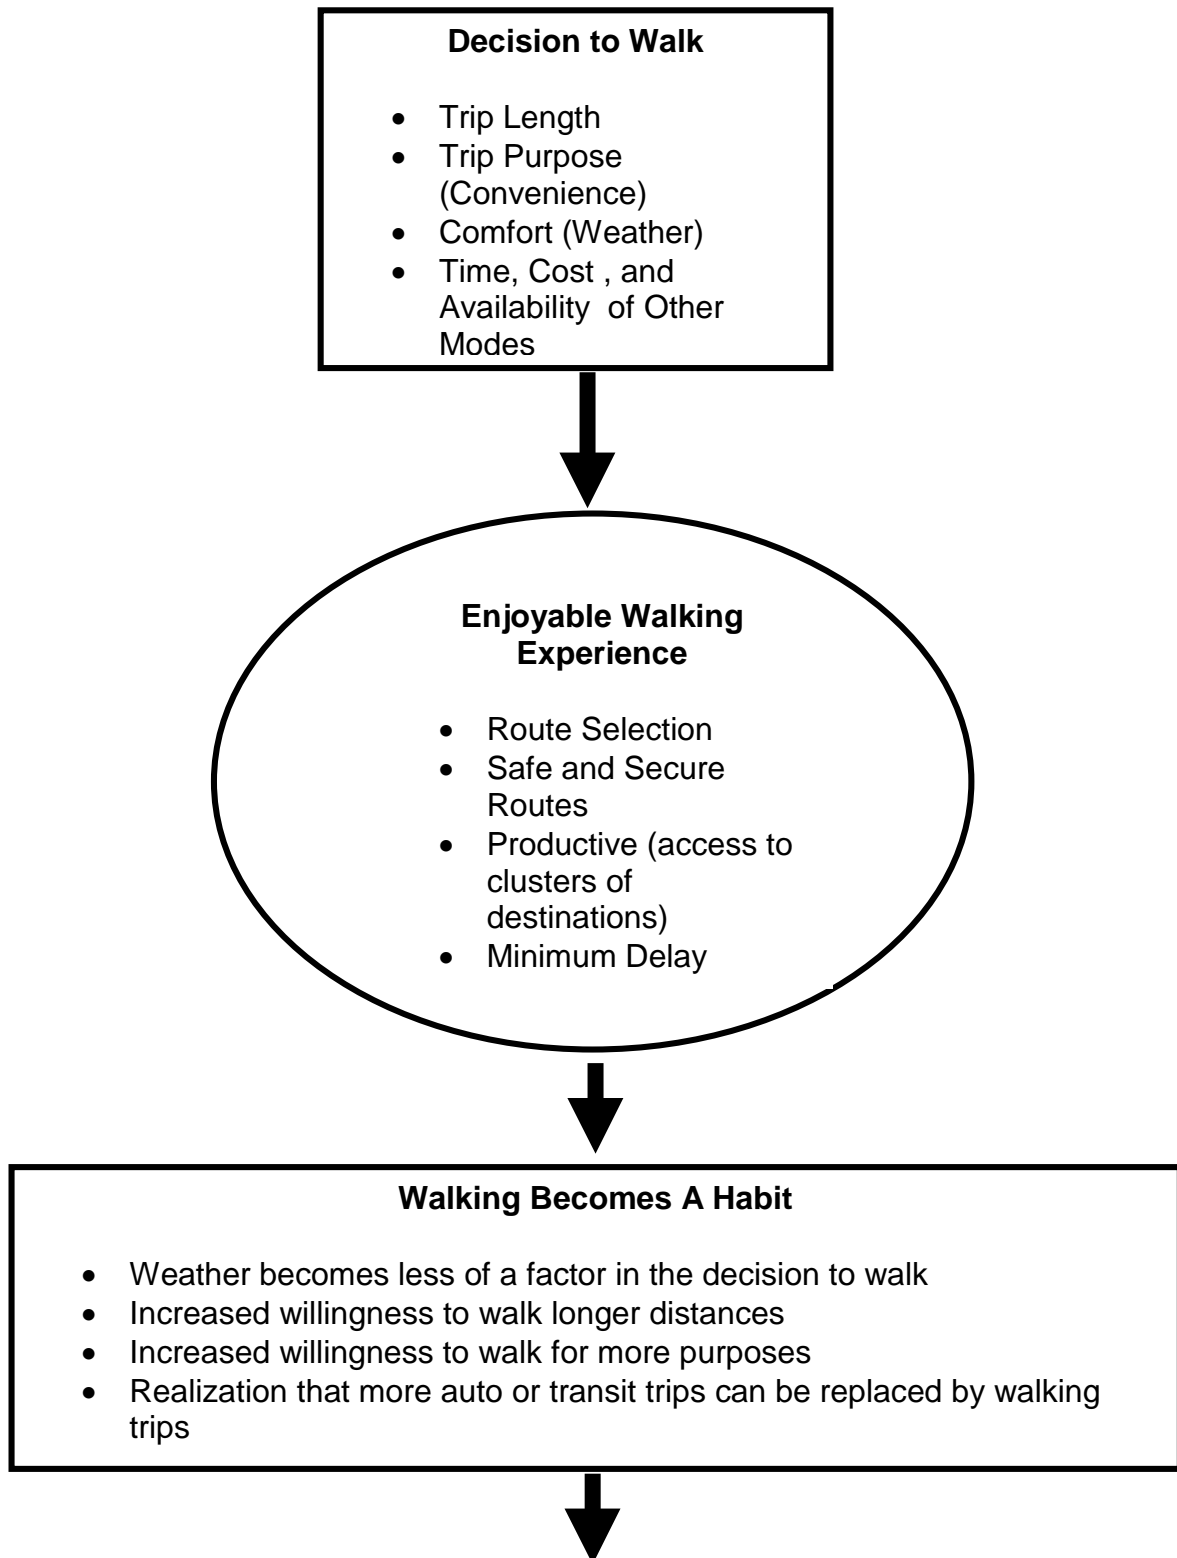 Decision to Walk
• Trip Length
• Trip Purpose
(Convenience)
• Comfort (Weather)
• Time, Cost , and
Availability  of Other
Modes
Enjoyable Walking
Experience
• Route Selection
• Safe and Secure
Routes
• Productive (access to
clusters of
destinations)
• Minimum Delay
Walking Becomes A Habit
• Weather becomes less of a factor in the decision to walk
• Increased willingness to walk longer distances
• Increased willingness to walk for more purposes
• Realization that more auto or transit trips can be replaced by walking
trips